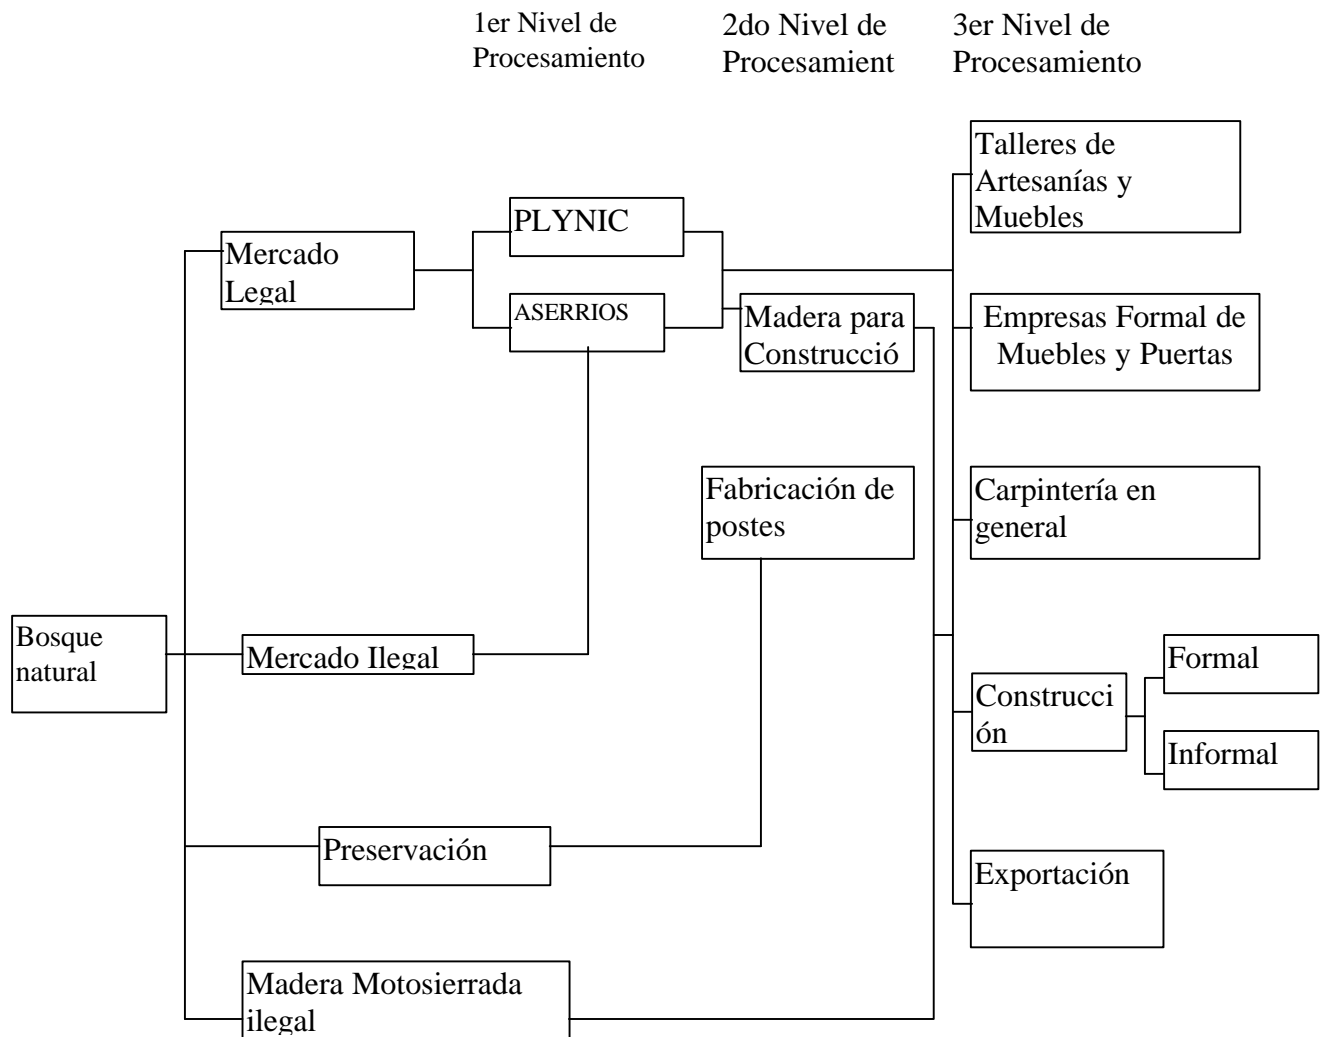 1er Nivel de
Procesamiento
2do Nivel de
Procesamient
3er Nivel de
Procesamiento
Talleres de
Artesanías y
Muebles
PLYNIC
Mercado
Legal
ASERRIOS
Madera para
Construcció
Empresas Formal de
Muebles y Puertas
Fabricación de
postes
Carpintería en
general
Bosque
natural
Mercado Ilegal
Construcci
ón
Formal
Informal
Preservación
Exportación
Madera Motosierrada
ilegal